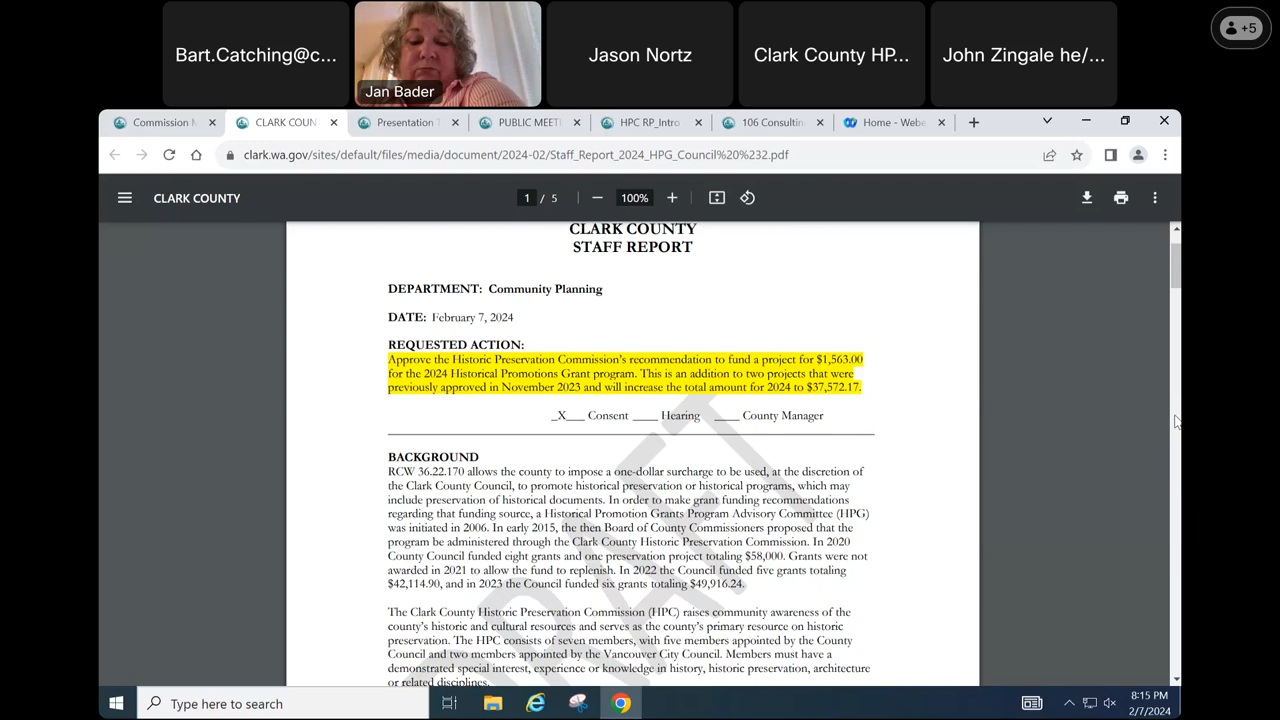 Bart.Catching@c...
Jan Bader
Jason Nortz
Clark County HP...
John Zingale he/...
+5
Commission M
CLARK COUN
Presentation T
PUBLIC MEET
HPC RP_Intro
106 Consultin
Home - Webe
clark.wa.gov/sites/default/files/media/document/2024-02/Staff_Report_2024_HPG_Council%20%232.pdf
CLARK COUNTY
1 / 5
100%
CLARK COUNTY
STAFF REPORT
DEPARTMENT: Community Planning
DATE: February 7, 2024
REQUESTED ACTION:
Approve the Historic Preservation Commission's recommendation to fund a project for $1,563.00
for the 2024 Historical Promotions Grant program. This is an addition to two projects that were
previously approved in November 2023 and will increase the total amount for 2024 to $37,572.17.
_X___ Consent ____ Hearing ____ County Manager
BACKGROUND
RCW 36.22.170 allows the county to impose a one-dollar surcharge to be used, at the discretion of
the Clark County Council, to promote historical preservation or historical programs, which may
include preservation of historical documents. In order to make grant funding recommendations
regarding that funding source, a Historical Promotion Grants Program Advisory Committee (HPG)
was initiated in 2006. In early 2015, the then Board of County Commissioners proposed that the
program be administered through the Clark County Historic Preservation Commission. In 2020
County Council funded eight grants and one preservation project totaling $58,000. Grants were not
awarded in 2021 to allow the fund to replenish. In 2022 the Council funded five grants totaling
$42,114.90, and in 2023 the Council funded six grants totaling $49,916.24.
The Clark County Historic Preservation Commission (HPC) raises community awareness of the
county's historic and cultural resources and serves as the county's primary resource on historic
preservation. The HPC consists of seven members, with five members appointed by the County
Council and two members appointed by the Vancouver City Council. Members must have a
demonstrated special interest, experience or knowledge in history, historic preservation, architecture
or related disciplines.
DRAFT
Type here to search
8:15 PM
2/7/2024